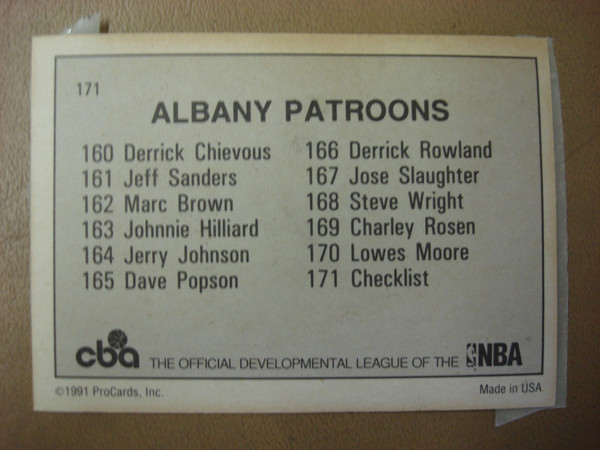 171
ALBANY PATROONS
160 Derrick Chievous
161 Jeff Sanders
162 Marc Brown
163 Johnnie Hilliard
164 Jerry Johnson
165 Dave Popson
166 Derrick Rowland
167 Jose Slaughter
168 Steve Wright
169 Charley Rosen
170 Lowes Moore
171 Checklist
cba THE OFFICIAL DEVELOPMENTAL LEAGUE OF THE NBA
©1991 ProCards, Inc.
Made in USA